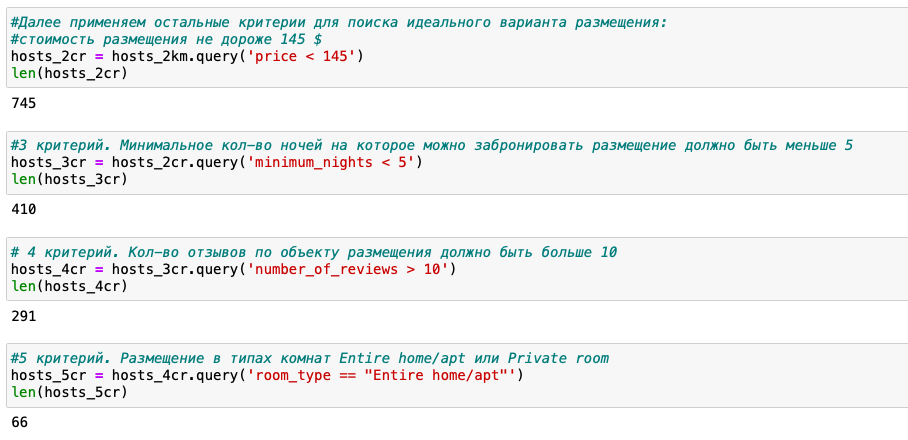 #Далее применяем остальные критерии для поиска идеального варианта размещения:
#стоимость размещения не дороже 145 $
hosts_2cr = hosts_2km.query('price < 145')
len(hosts_2cr)
745
#3 критерий. Минимальное кол-во ночей на которое можно забронировать размещение должно быть меньше 5
hosts_3cr = hosts_2cr.query('minimum_nights < 5')
len(hosts_3cr)
410
# 4 критерий. Кол-во отзывов по объекту размещения должно быть больше 10
hosts_4cr = hosts_3cr.query('number_of_reviews > 10')
len(hosts_4cr)
291
#5 критерий. Размещение в типах комнат Entire home/apt или Private room
hosts_5cr = hosts_4cr.query('room_type == "Entire home/apt"')
len(hosts_5cr)
66